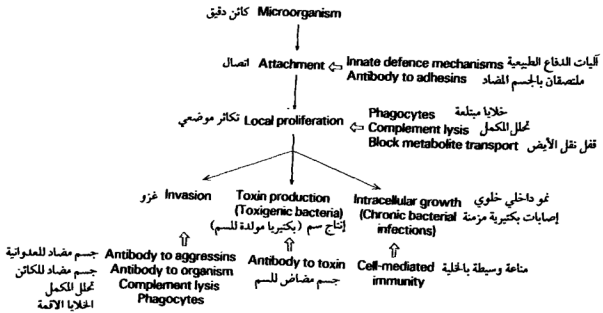 كائن دقيق Microorganism
اتصال Attachment
Innate defence mechanisms آليات الدفاع الطبيعية
Antibody to adhesins ملتصقان بالجسم المضاد
تكاثر موضعي Local proliferation
Phagocytes خلايا مبتلعة
Complement lysis تحلل المكمل
Block metabolite transport قفل نقل الأيض
غزو Invasion
Toxin production
(Toxigenic bacteria)
إنتاج سم (بكتيريا مولدة للسم)
Intracellular growth نمو داخلي خلوي
(Chronic bacterial إصابات بكتيرية مزمنة
infections)
جسم مضاد للعدوانية Antibody to aggressins
جسم مضاد للكائن Antibody to organism
تحلل المكمل Complement lysis
الخلايا الاقمة Phagocytes
Antibody to toxin
جسم مضاض للسم
Cell-mediated مناعة وسيطة بالخلية
immunity